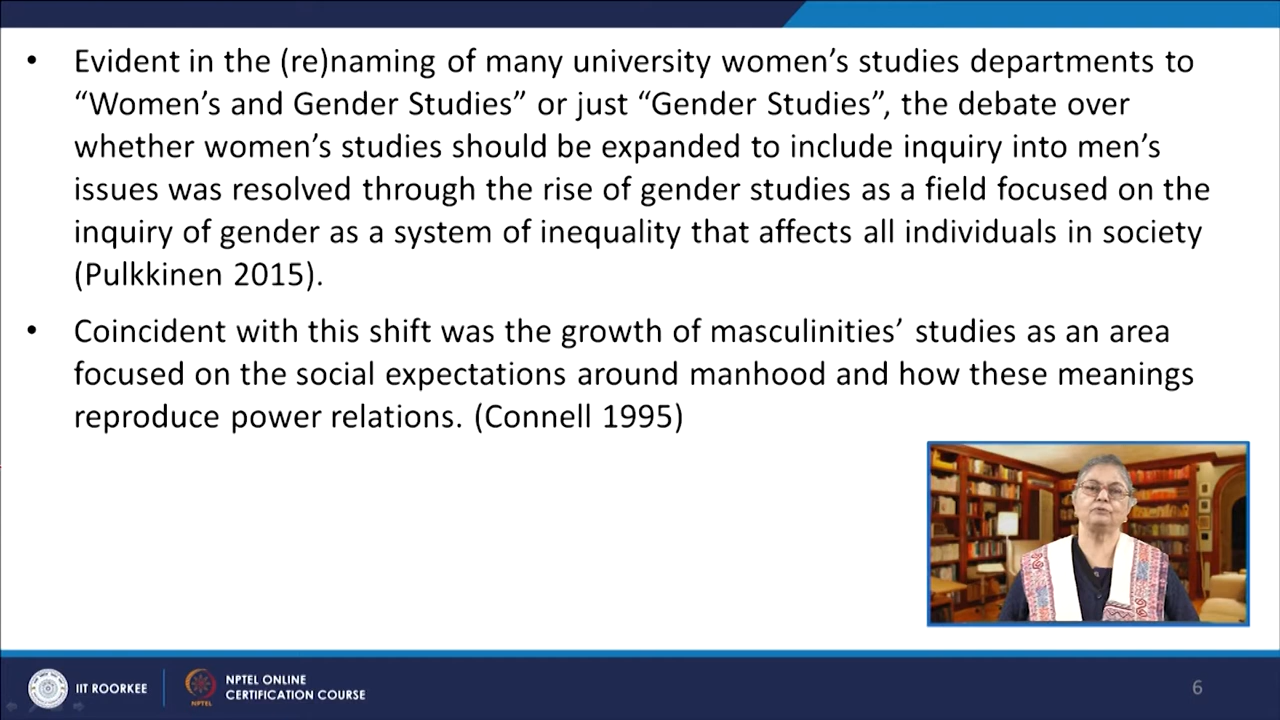 • Evident in the (re)naming of many university women’s studies departments to
“Women’s and Gender Studies” or just “Gender Studies”, the debate over
whether women’s studies should be expanded to include inquiry into men’s
issues was resolved through the rise of gender studies as a field focused on the
inquiry of gender as a system of inequality that affects all individuals in society
(Pulkkinen 2015).
• Coincident with this shift was the growth of masculinities’ studies as an area
focused on the social expectations around manhood and how these meanings
reproduce power relations. (Connell 1995)
IIT ROORKEE
NPTEL
NPTEL ONLINE
CERTIFICATION COURSE
6